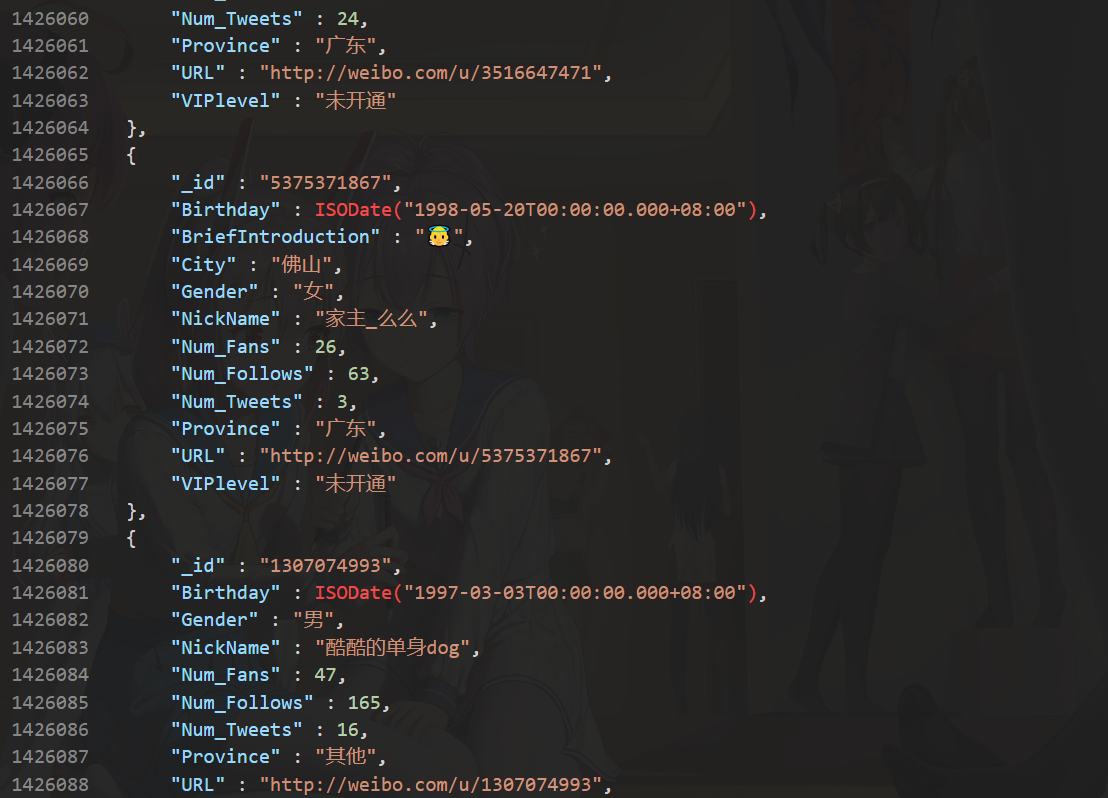 1426060 "Num_Tweets" : 24,
1426061 "Province" : "广东",
1426062 "URL" : "http://weibo.com/u/3516647471",
1426063 "VIPlevel" : "未开通"
1426064 },
1426065 {
1426066 "_id" : "5375371867",
1426067 "Birthday" : ISODate("1998-05-20T00:00:00.000+08:00"),
1426068 "BriefIntroduction" : "😇",
1426069 "City" : "佛山",
1426070 "Gender" : "女",
1426071 "NickName" : "家主_么么",
1426072 "Num_Fans" : 26,
1426073 "Num_Follows" : 63,
1426074 "Num_Tweets" : 3,
1426075 "Province" : "广东",
1426076 "URL" : "http://weibo.com/u/5375371867",
1426077 "VIPlevel" : "未开通"
1426078 },
1426079 {
1426080 "_id" : "1307074993",
1426081 "Birthday" : ISODate("1997-03-03T00:00:00.000+08:00"),
1426082 "Gender" : "男",
1426083 "NickName" : "酷酷的单身dog",
1426084 "Num_Fans" : 47,
1426085 "Num_Follows" : 165,
1426086 "Num_Tweets" : 16,
1426087 "Province" : "其他",
1426088 "URL" : "http://weibo.com/u/1307074993",